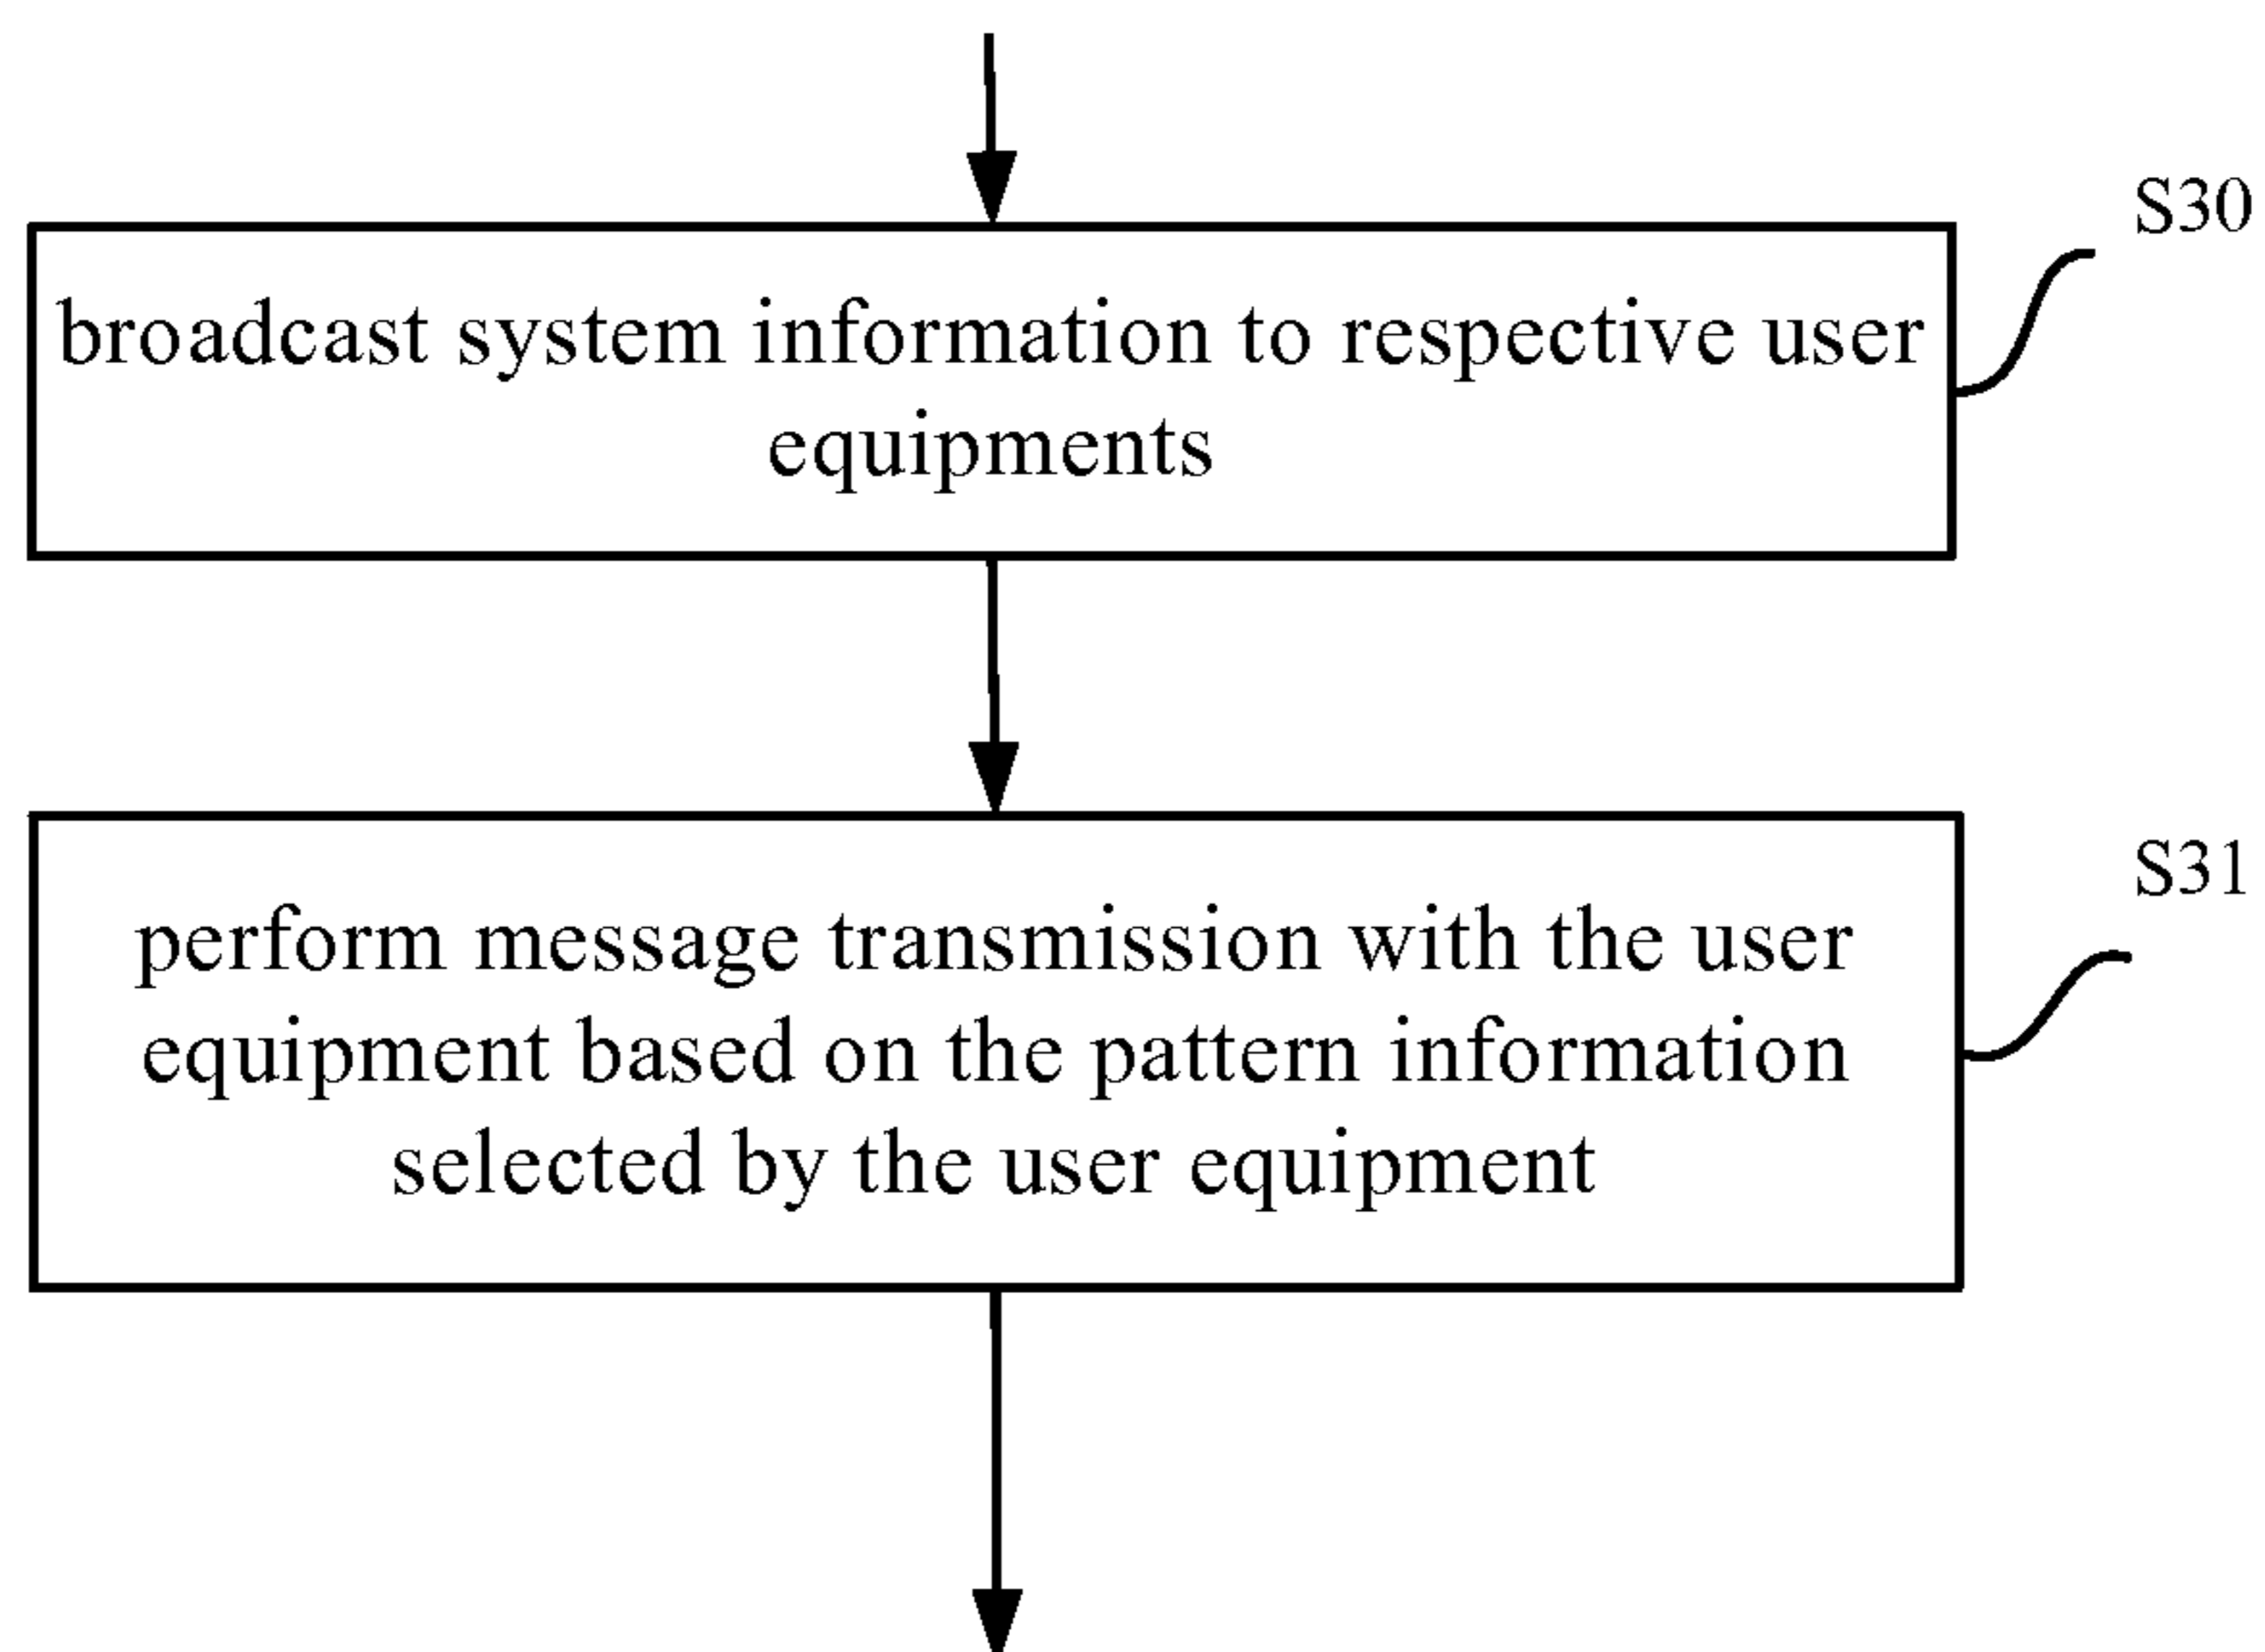 S30
broadcast system information to respective user
equipments
S31
perform message transmission with the user
equipment based on the pattern information
selected by the user equipment